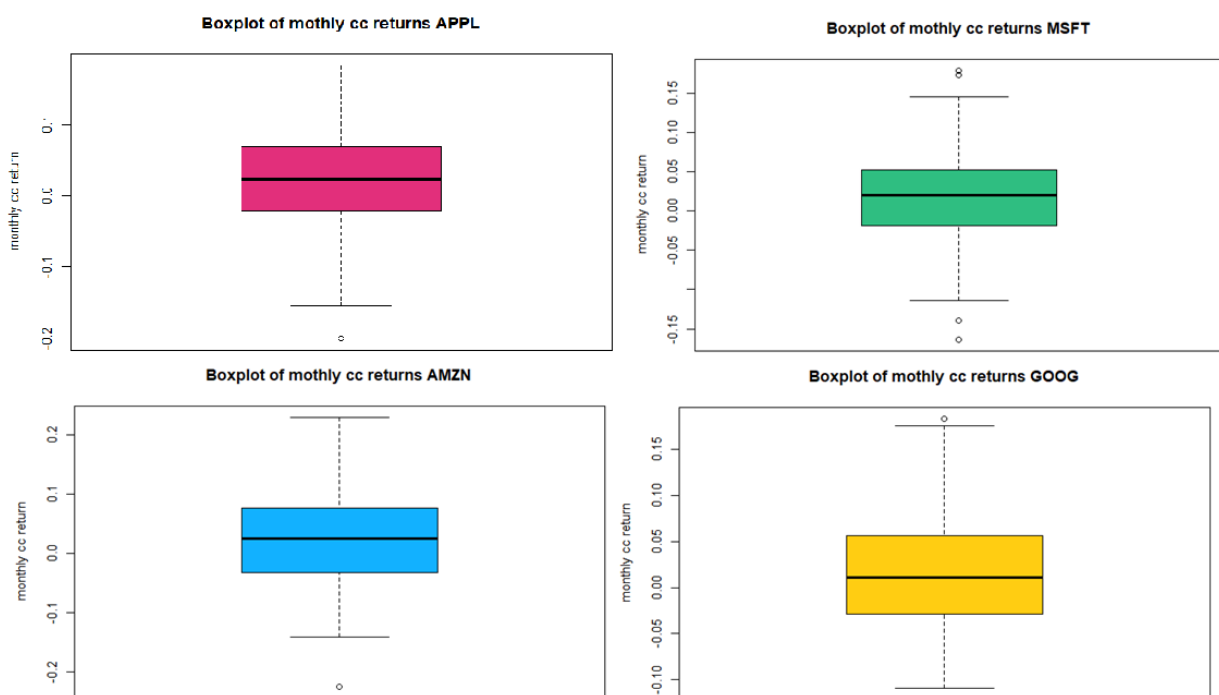 Boxplot of mothly cc returns APPL
monthly cc return
-0.2
-0.1
Boxplot of mothly cc returns MSFT
monthly cc return
-0.15
-0.05
0.00
0.05
0.10
0.15
Boxplot of mothly cc returns AMZN
monthly cc return
-0.2
-0.1
0.0
0.1
0.2
Boxplot of mothly cc returns GOOG
monthly cc return
-0.10
-0.05
0.00
0.05
0.10
0.15